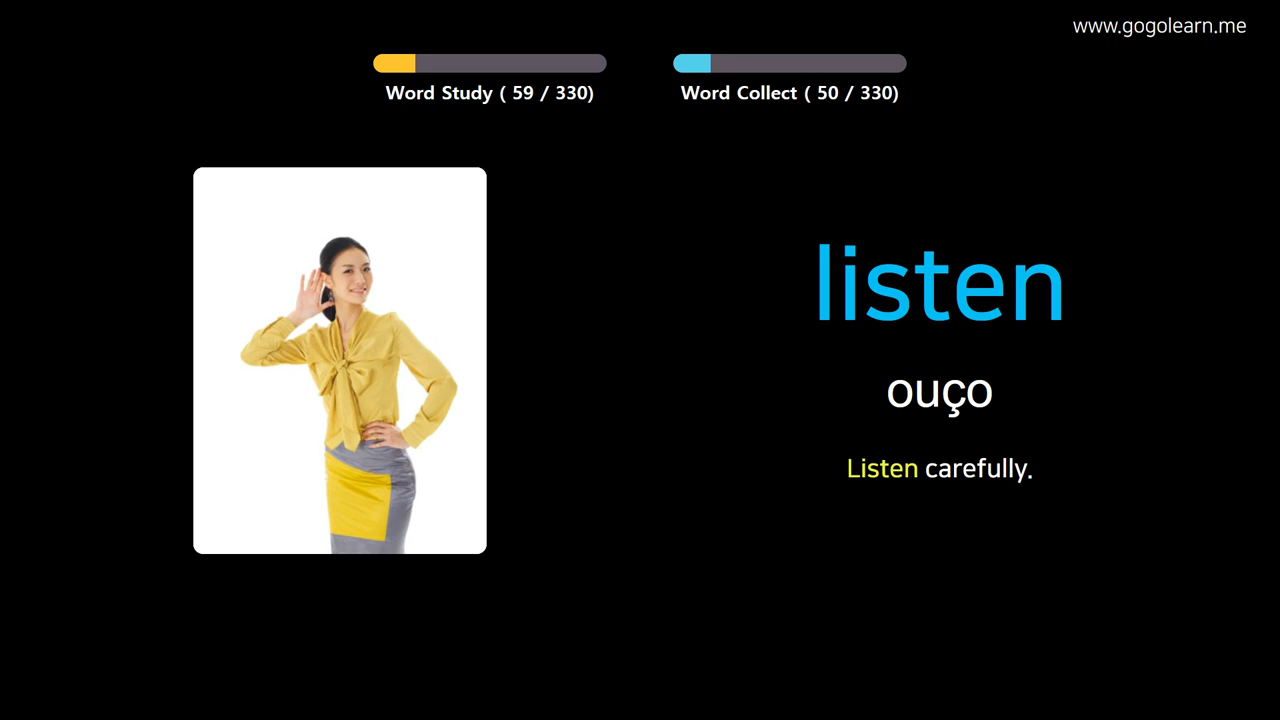 www.gogolearn.me
Word Study ( 59 / 330)
Word Collect ( 50 / 330)
listen
ouço
Listen carefully.